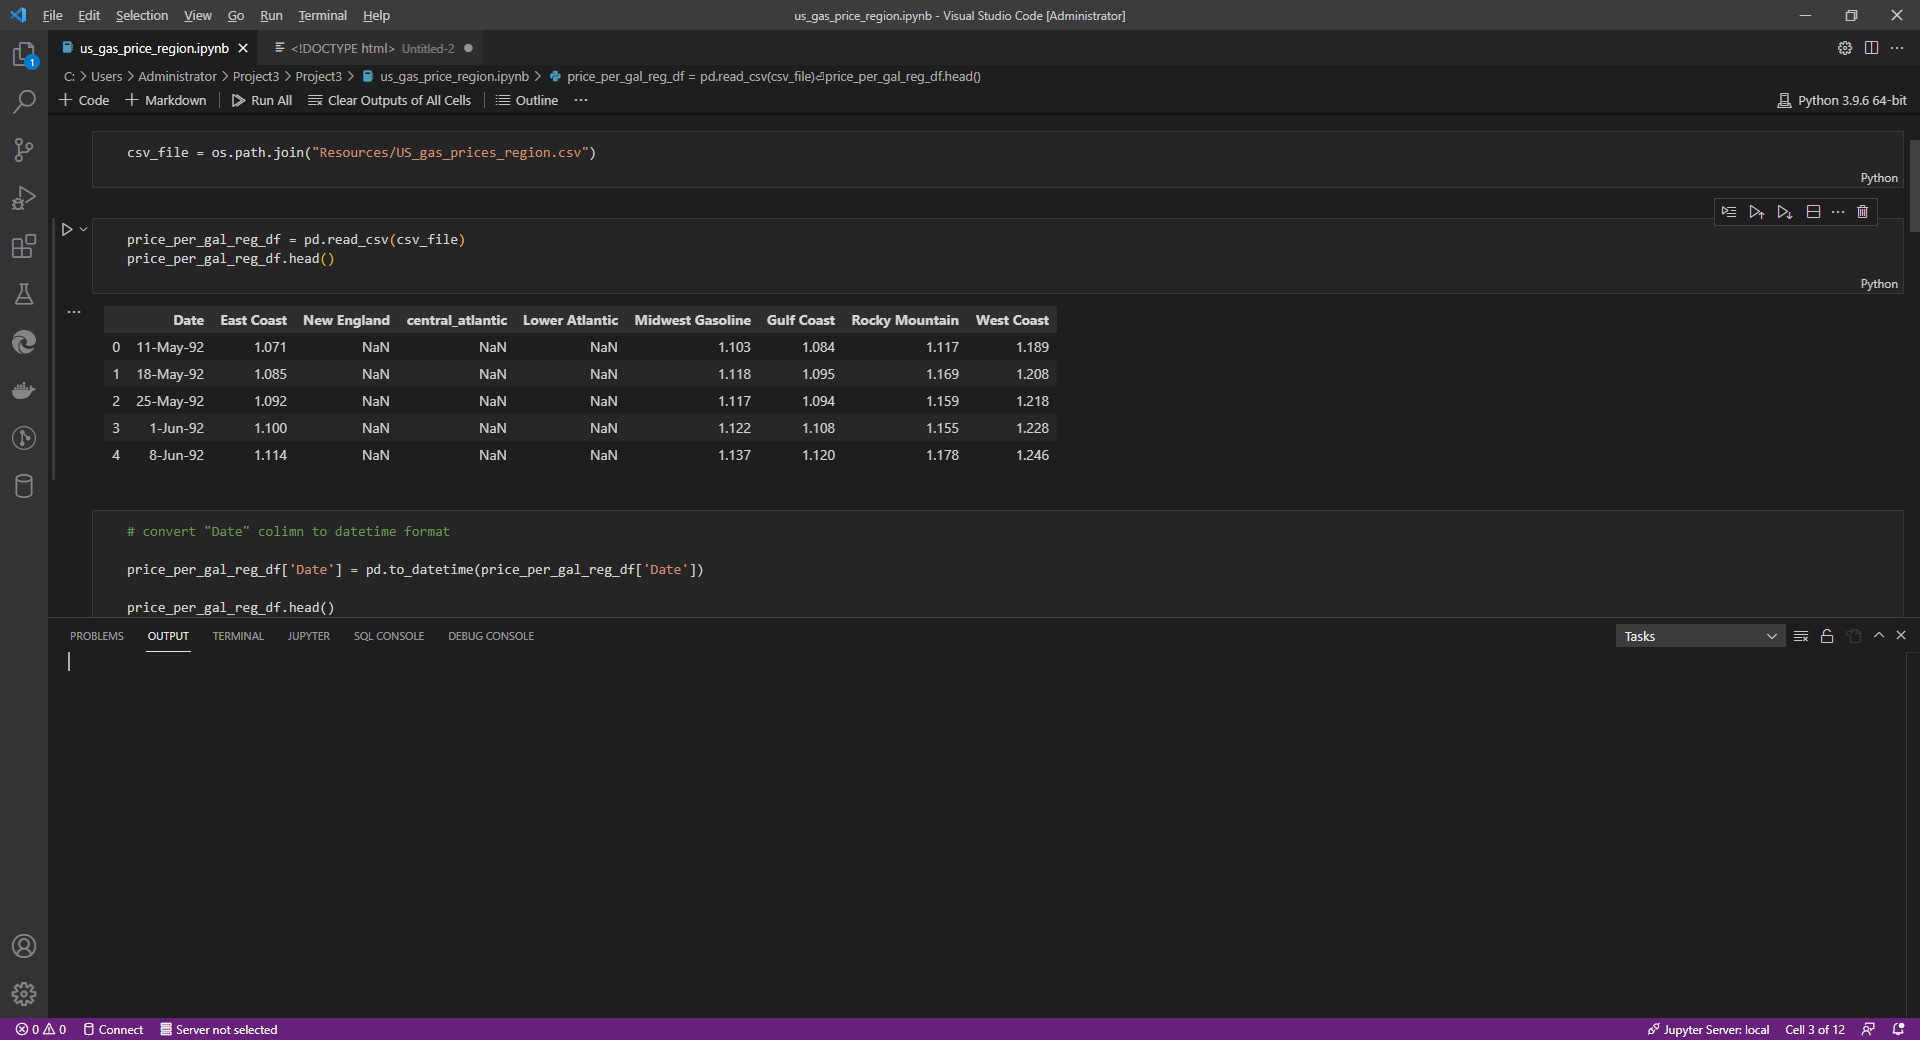 File Edit Selection View Go Run Terminal Help us_gas_price_region.ipynb - Visual Studio Code [Administrator]
us_gas_price_region.ipynb <!DOCTYPE html> Untitled-2
1
C: > Users > Administrator > Project3 > Project3 > us_gas_price_region.ipynb > price_per_gal_reg_df = pd.read_csv(csv_file)⏎price_per_gal_reg_df.head()
+ Code + Markdown Run All Clear Outputs of All Cells Outline ... Python 3.9.6 64-bit
csv_file = os.path.join("Resources/US_gas_prices_region.csv")
Python
price_per_gal_reg_df = pd.read_csv(csv_file)
price_per_gal_reg_df.head()
Python
Date East Coast New England central_atlantic Lower Atlantic Midwest Gasoline Gulf Coast Rocky Mountain West Coast
0 11-May-92 1.071 NaN NaN NaN 1.103 1.084 1.117 1.189
1 18-May-92 1.085 NaN NaN NaN 1.118 1.095 1.169 1.208
2 25-May-92 1.092 NaN NaN NaN 1.117 1.094 1.159 1.218
3 1-Jun-92 1.100 NaN NaN NaN 1.122 1.108 1.155 1.228
4 8-Jun-92 1.114 NaN NaN NaN 1.137 1.120 1.178 1.246
# convert "Date" colimn to datetime format
price_per_gal_reg_df['Date'] = pd.to_datetime(price_per_gal_reg_df['Date'])
price_per_gal_reg_df.head()
PROBLEMS OUTPUT TERMINAL JUPYTER SQL CONSOLE DEBUG CONSOLE Tasks
0 0 Connect Server not selected Jupyter Server: local Cell 3 of 12